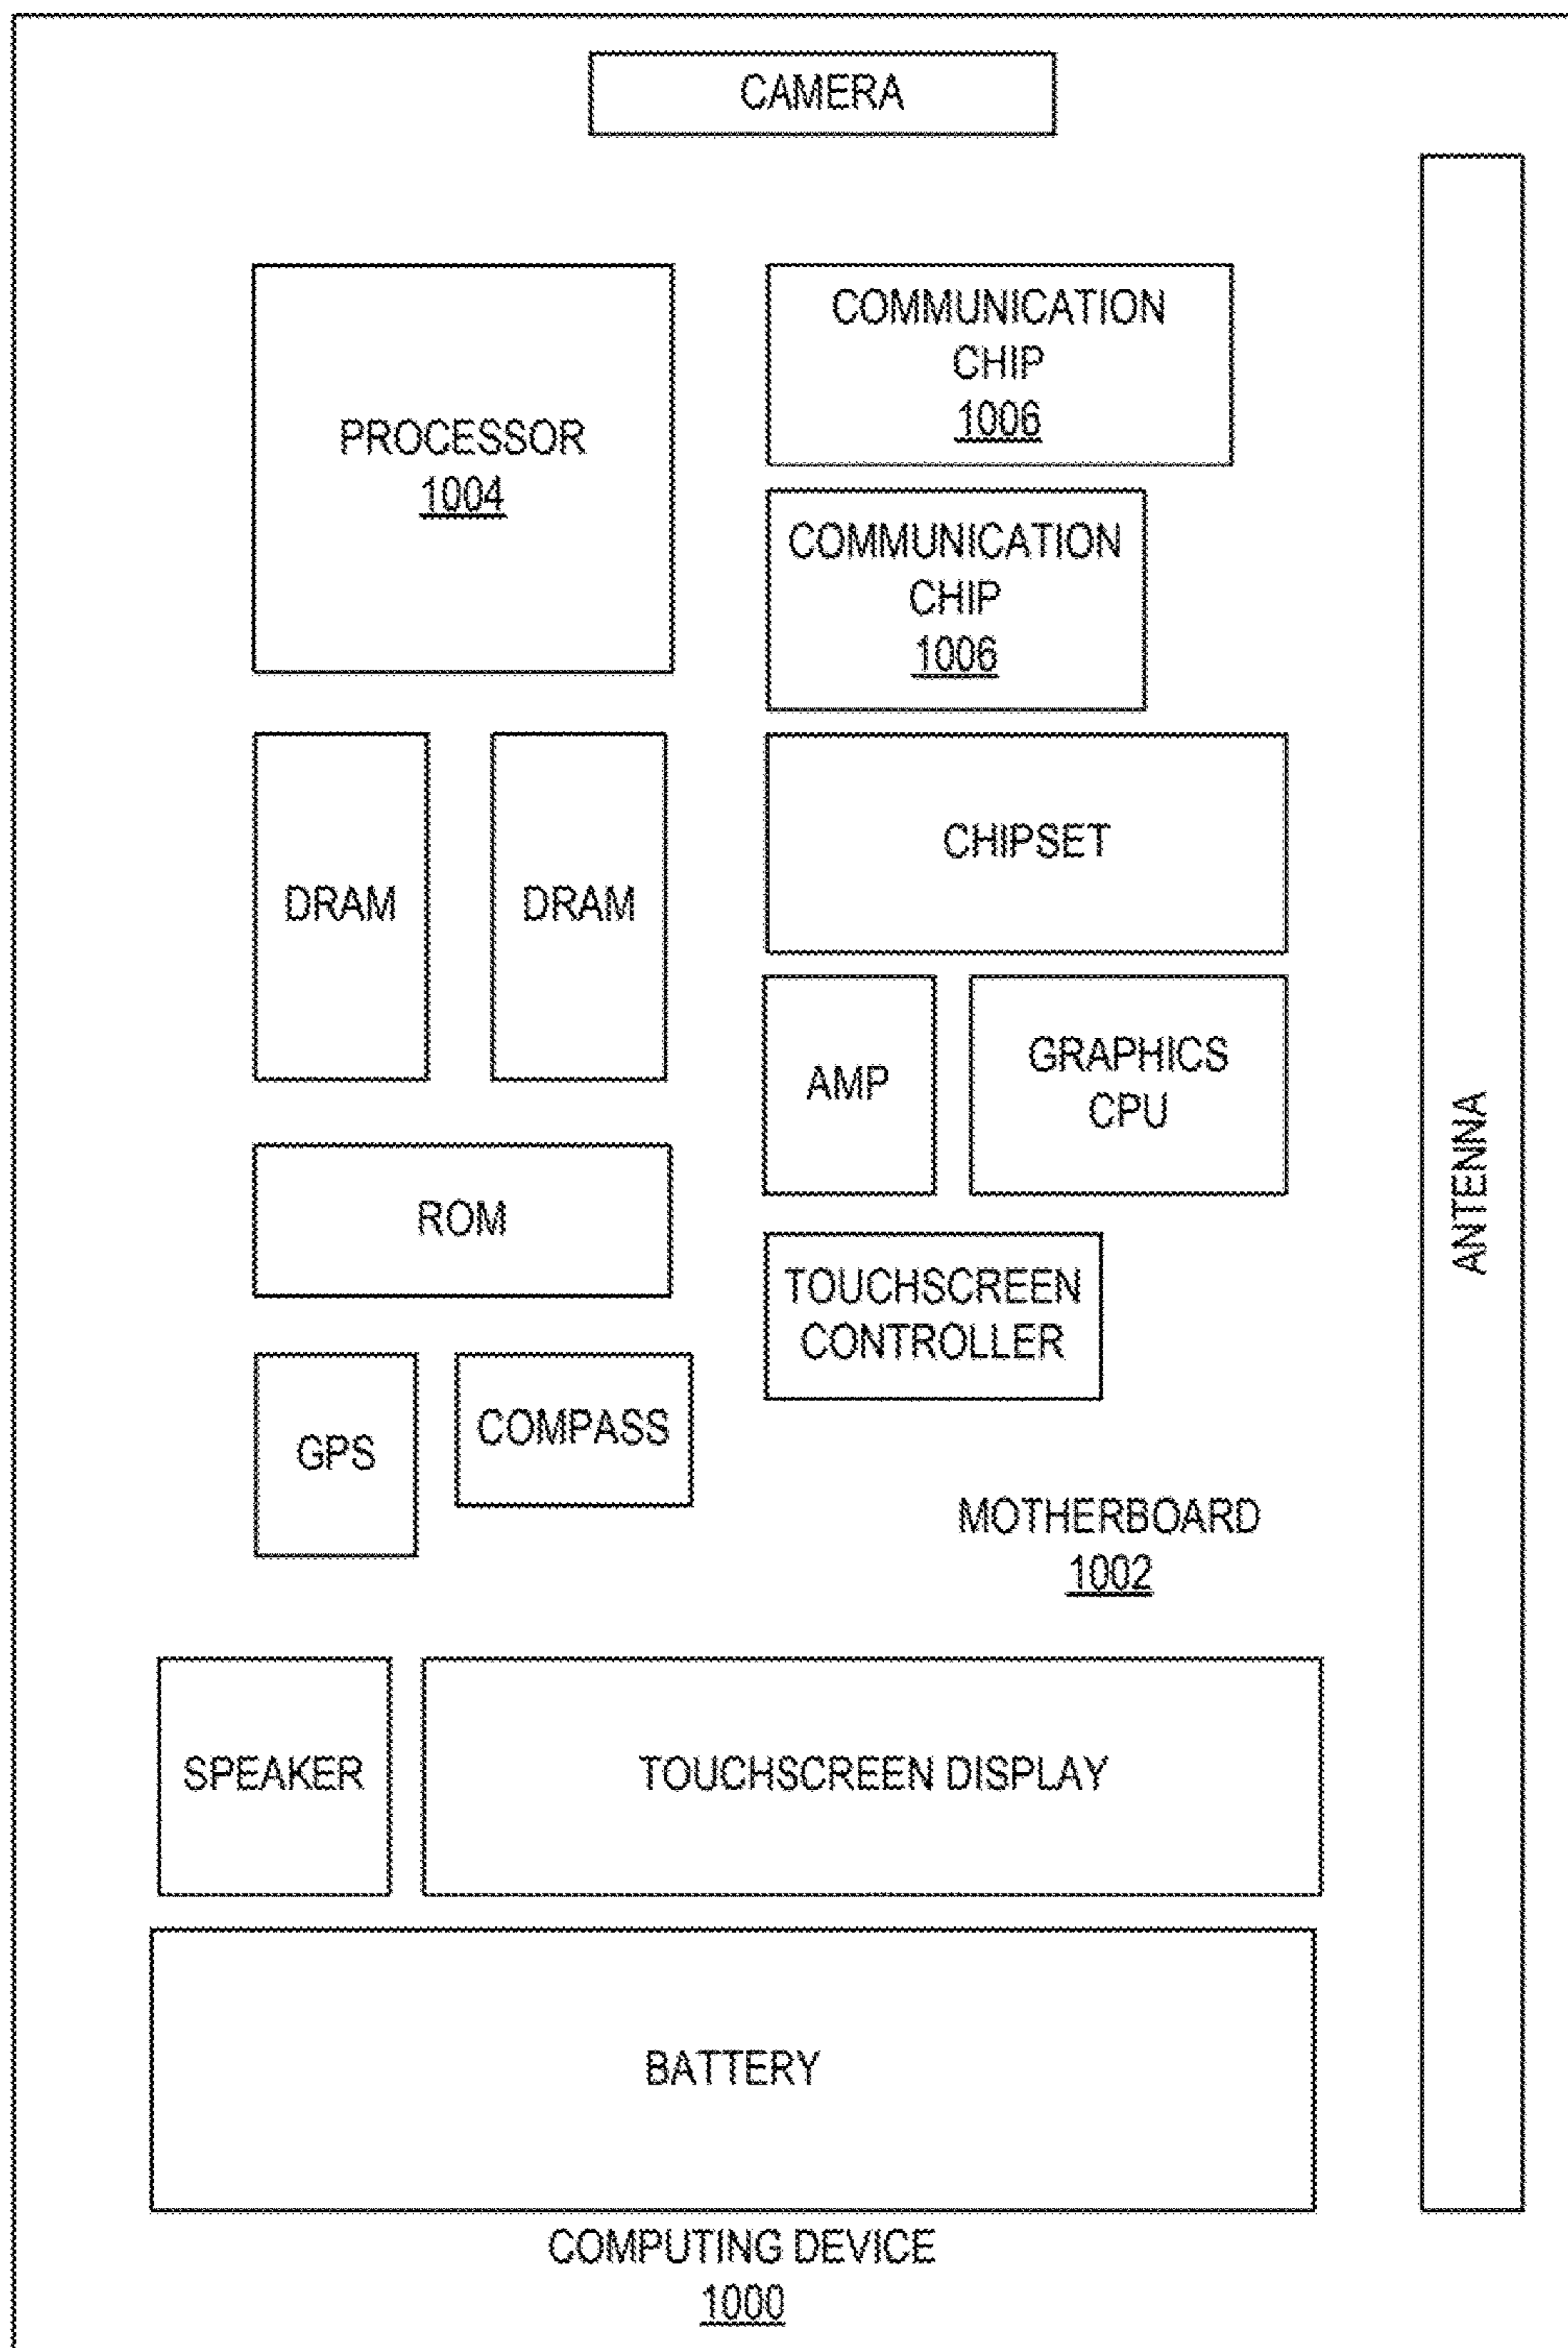 CAMERA
PROCESSOR
1004
COMMUNICATION
CHIP
1006
COMMUNICATION
CHIP
1006
DRAM
DRAM
CHIPSET
AMP
GRAPHICS
CPU
ROM
TOUCHSCREEN
CONTROLLER
GPS
COMPASS
MOTHERBOARD
1002
ANTENNA
SPEAKER
TOUCHSCREEN DISPLAY
BATTERY
COMPUTING DEVICE
1000